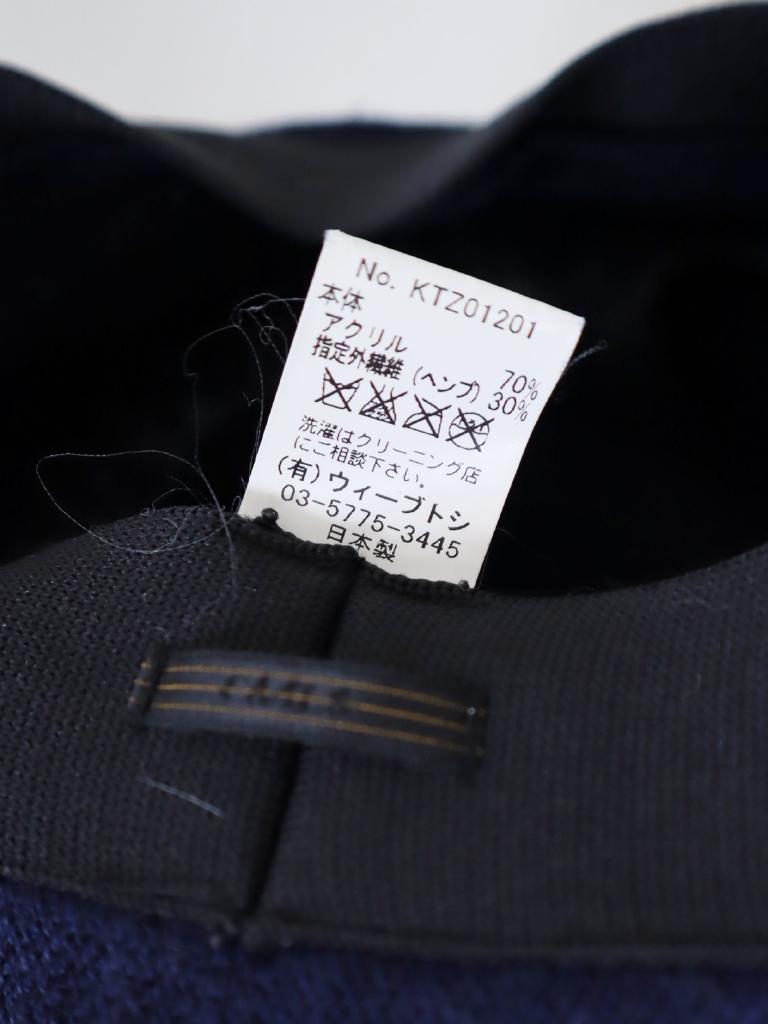 No. KTZ01201
本体
アクリル 70%
指定外繊維 (ヘンプ) 30%
洗濯はクリーニング店
にご相談下さい。
(有)ウィーブトシ
03-5775-3445
日本製